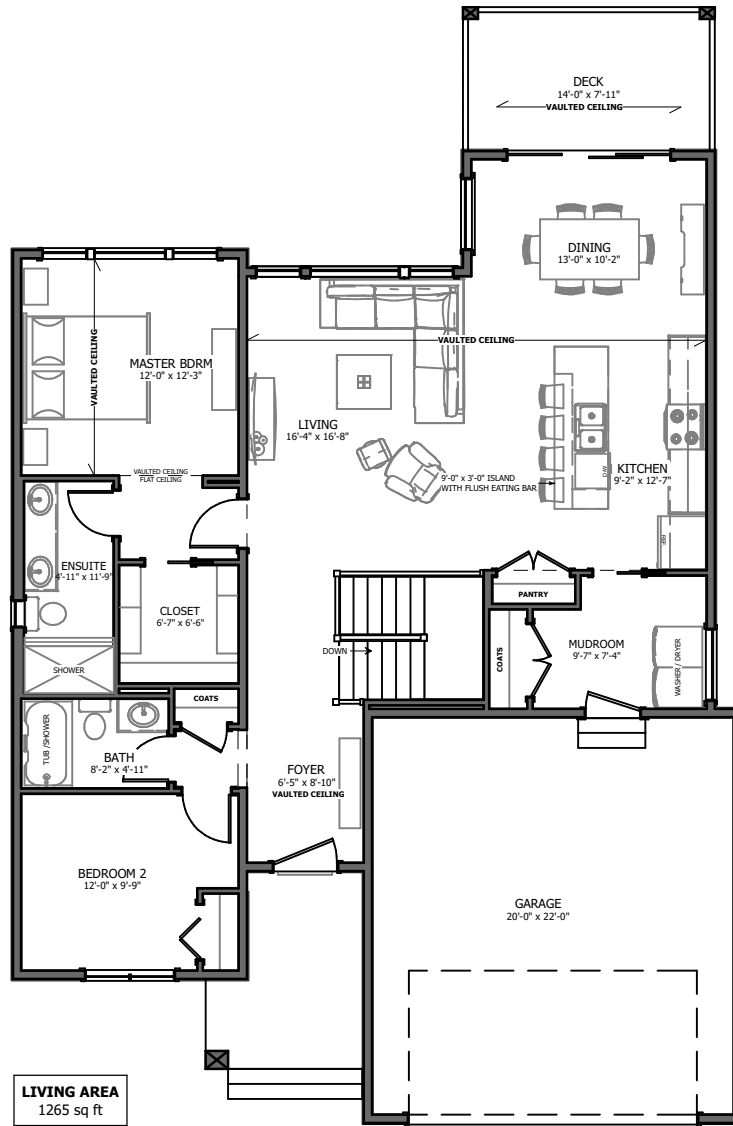 DECK
14'-0" x 7'-11"
VAULTED CEILING
DINING
13'-0" x 10'-2"
VAULTED CEILING
MASTER BDRM
12'-0" x 12'-3"
VAULTED CEILING
LIVING
16'-4" x 16'-8"
KITCHEN
9'-2" x 12'-7"
9'-0" x 3'-0" ISLAND
WITH FLUSH EATING BAR
D/W
REF
VAULTED CEILING
FLAT CEILING
ENSUITE
4'-11" x 11'-9"
CLOSET
6'-7" x 6'-6"
SHOWER
DOWN
PANTRY
COATS
MUDROOM
9'-7" x 7'-4"
WASHER / DRYER
COATS
TUB /SHOWER
BATH
8'-2" x 4'-11"
FOYER
6'-5" x 8'-10"
VAULTED CEILING
BEDROOM 2
12'-0" x 9'-9"
GARAGE
20'-0" x 22'-0"
LIVING AREA
1265 sq ft